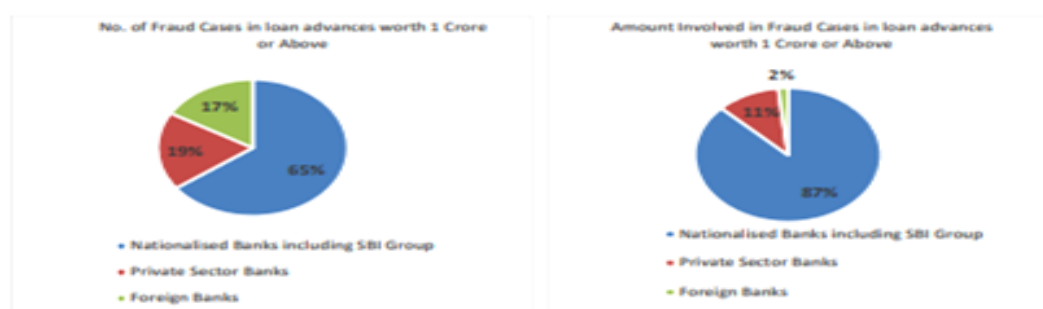 No. of Fraud Cases in loan advances worth 1 Crore
or Above
17%
19%
65%
• Nationalised Banks including SBI Group
• Private Sector Banks
• Foreign Banks
Amount Involved in Fraud Cases in loan advances
worth 1 Crore or Above
2%
11%
87%
• Nationalised Banks including SBI Group
• Private Sector Banks
• Foreign Banks